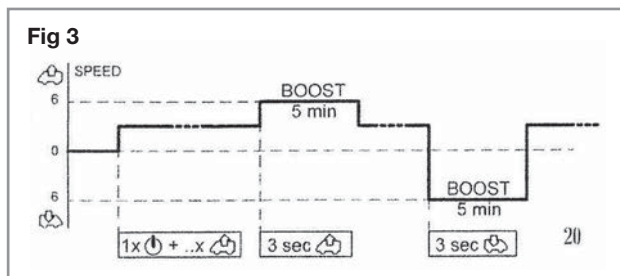 Fig 3
SPEED
6
BOOST
5 min
0
6
BOOST
5 min
1x + ..x
3 sec
3 sec
20